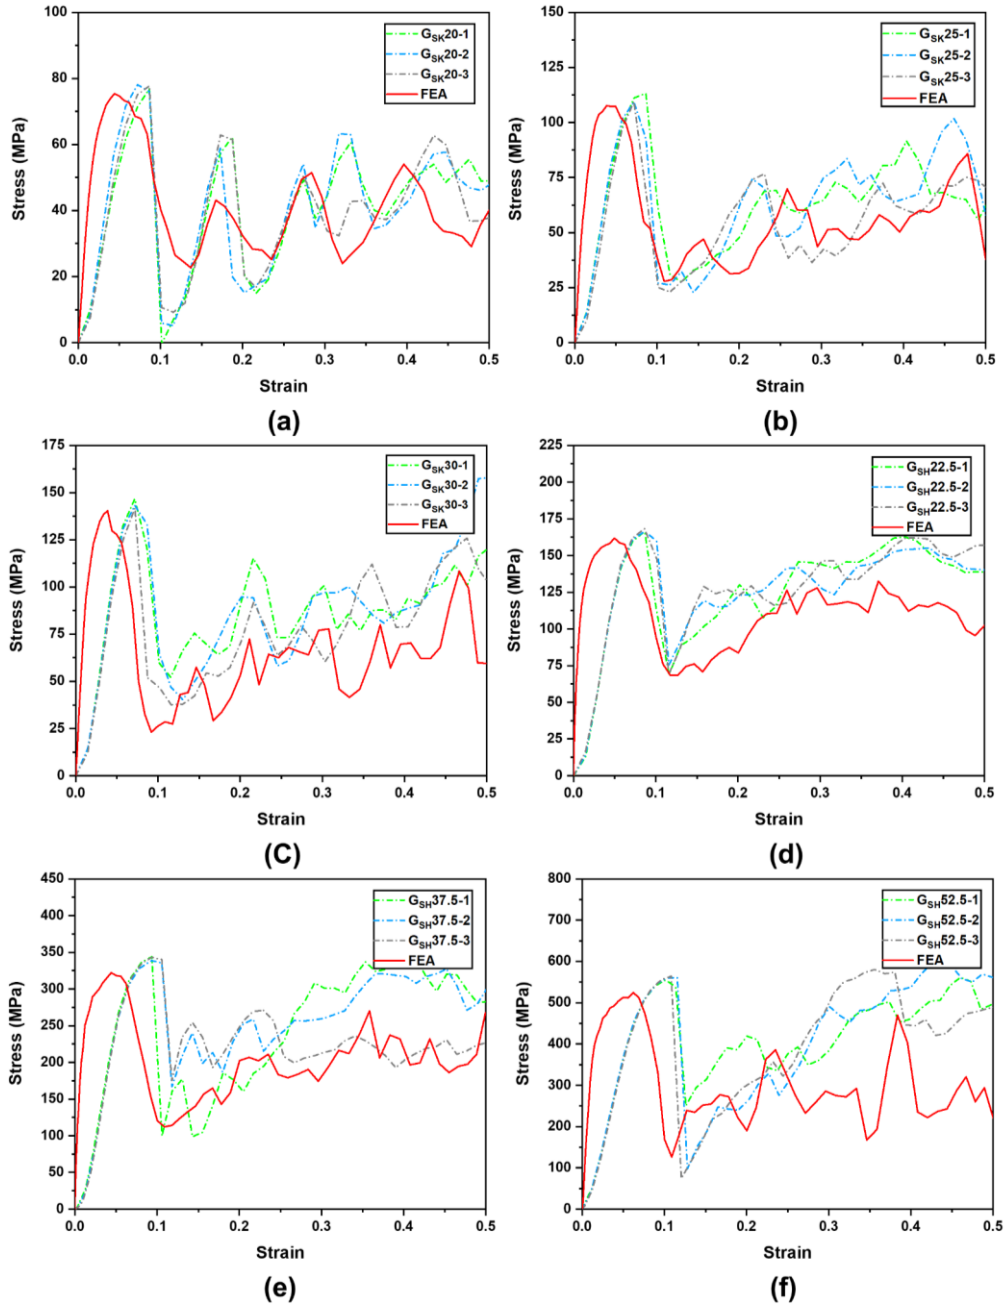 100
80
60
40
20
0
Stress (MPa)
G_SK20-1
G_SK20-2
G_SK20-3
FEA
0.0 0.1 0.2 0.3 0.4 0.5
Strain
(a)
150
125
100
75
50
25
0
Stress (MPa)
G_SK25-1
G_SK25-2
G_SK25-3
FEA
0.0 0.1 0.2 0.3 0.4 0.5
Strain
(b)
175
150
125
100
75
50
25
0
Stress (MPa)
G_SK30-1
G_SK30-2
G_SK30-3
FEA
0.0 0.1 0.2 0.3 0.4 0.5
Strain
(C)
225
200
175
150
125
100
75
50
25
0
Stress (MPa)
G_SH22.5-1
G_SH22.5-2
G_SH22.5-3
FEA
0.0 0.1 0.2 0.3 0.4 0.5
Strain
(d)
450
400
350
300
250
200
150
100
50
0
Stress (MPa)
G_SH37.5-1
G_SH37.5-2
G_SH37.5-3
FEA
0.0 0.1 0.2 0.3 0.4 0.5
Strain
(e)
800
700
600
500
400
300
200
100
0
Stress (MPa)
G_SH52.5-1
G_SH52.5-2
G_SH52.5-3
FEA
0.0 0.1 0.2 0.3 0.4 0.5
Strain
(f)